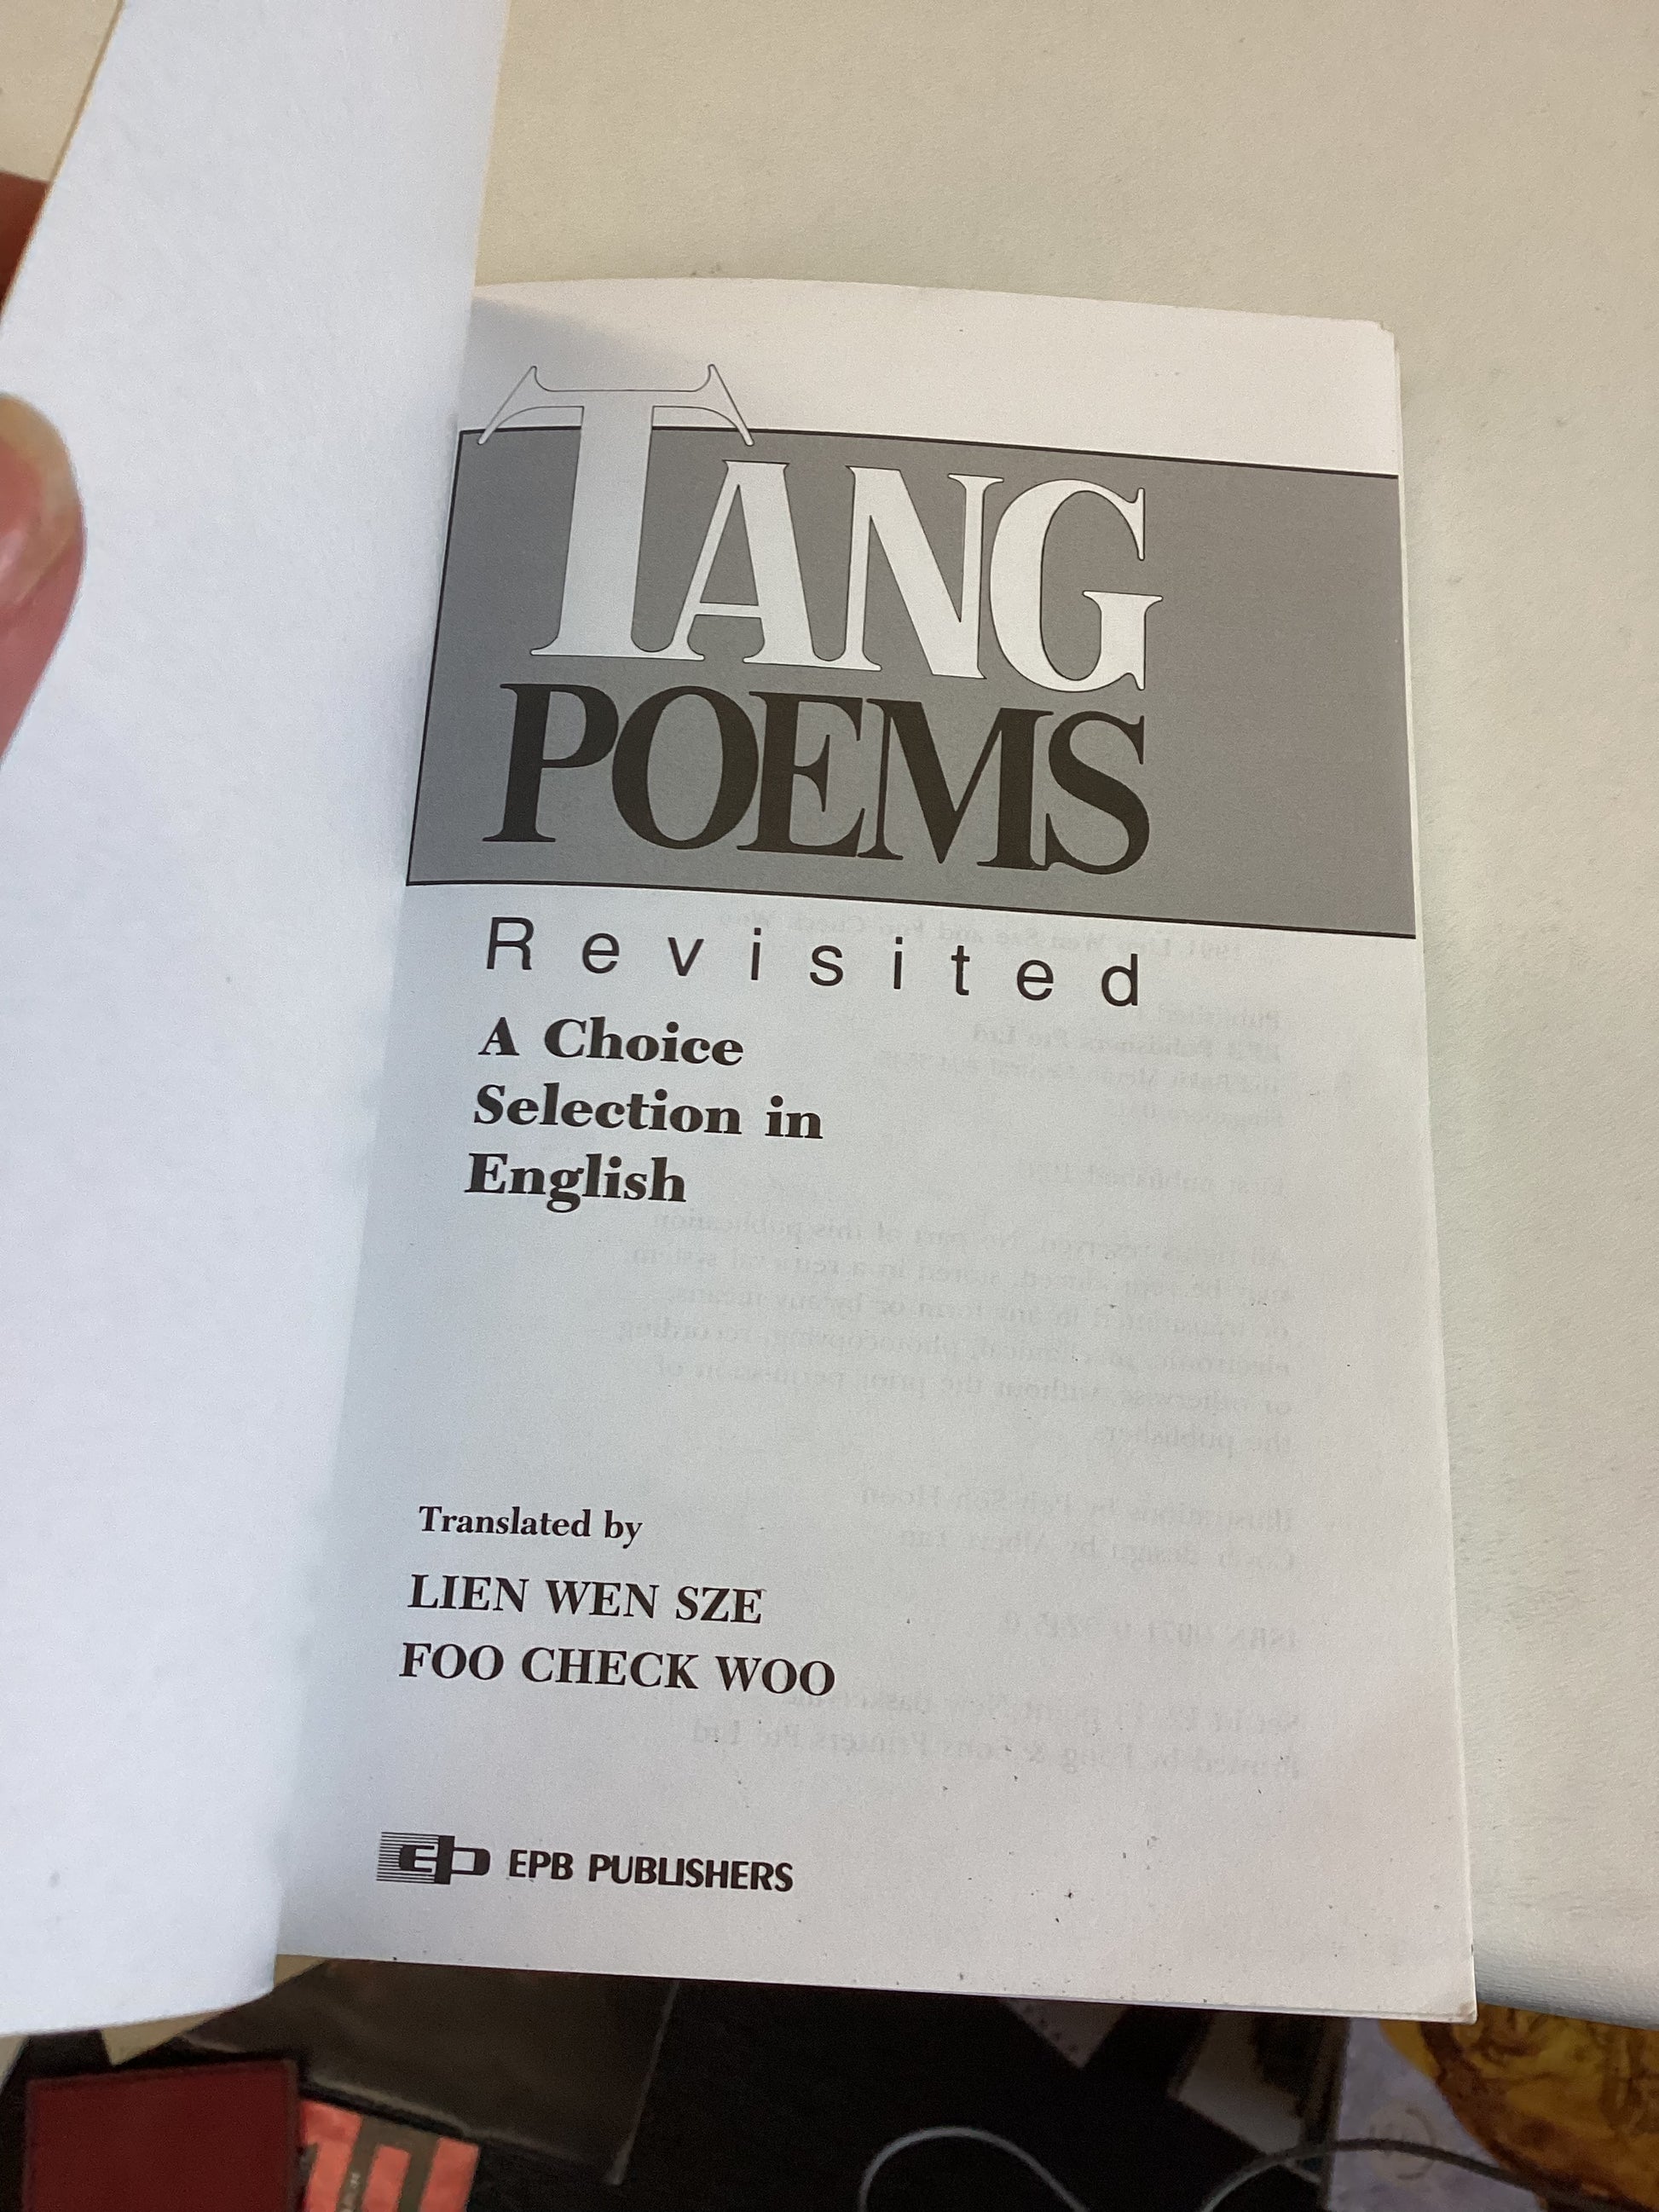 TANG
POEMS
Revisited
A Choice
Selection in
English
Translated by
LIEN WEN SZE
FOO CHECK WOO
EPB PUBLISHERS